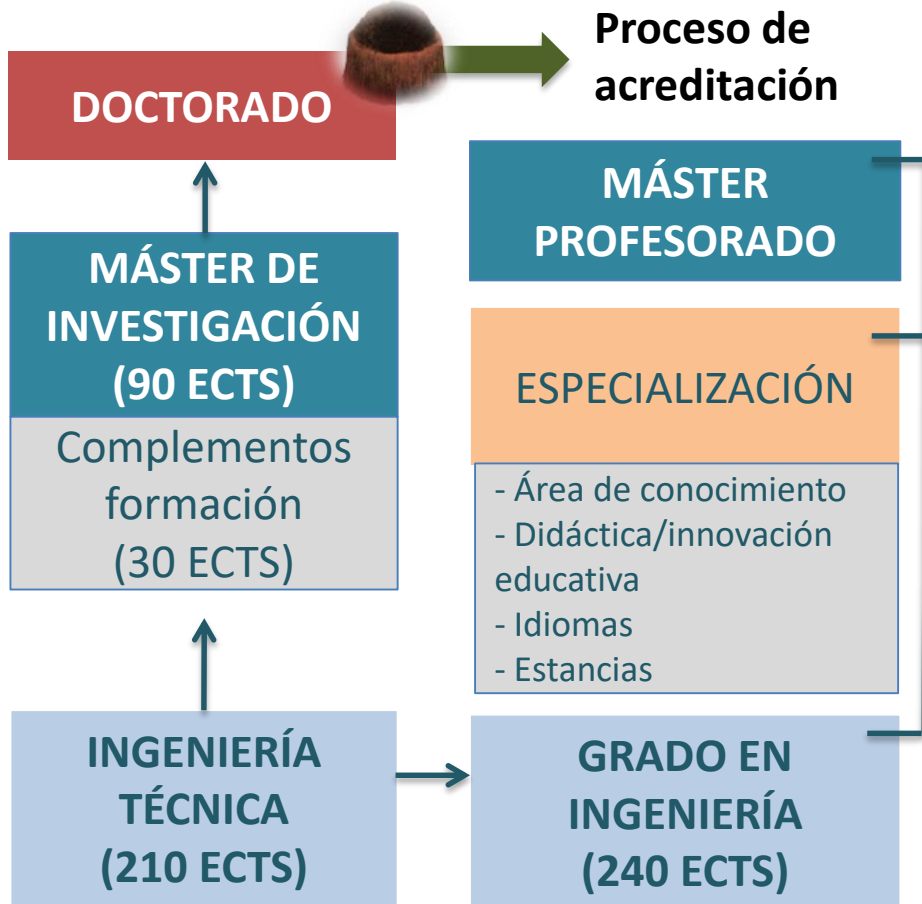 Proceso de
acreditación
DOCTORADO
MÁSTER
PROFESORADO
MÁSTER DE
INVESTIGACIÓN
(90 ECTS)
Complementos
formación
(30 ECTS)
ESPECIALIZACIÓN
- Área de conocimiento
- Didáctica/innovación
educativa
- Idiomas
- Estancias
INGENIERÍA
TÉCNICA
(210 ECTS)
GRADO EN
INGENIERÍA
(240 ECTS)